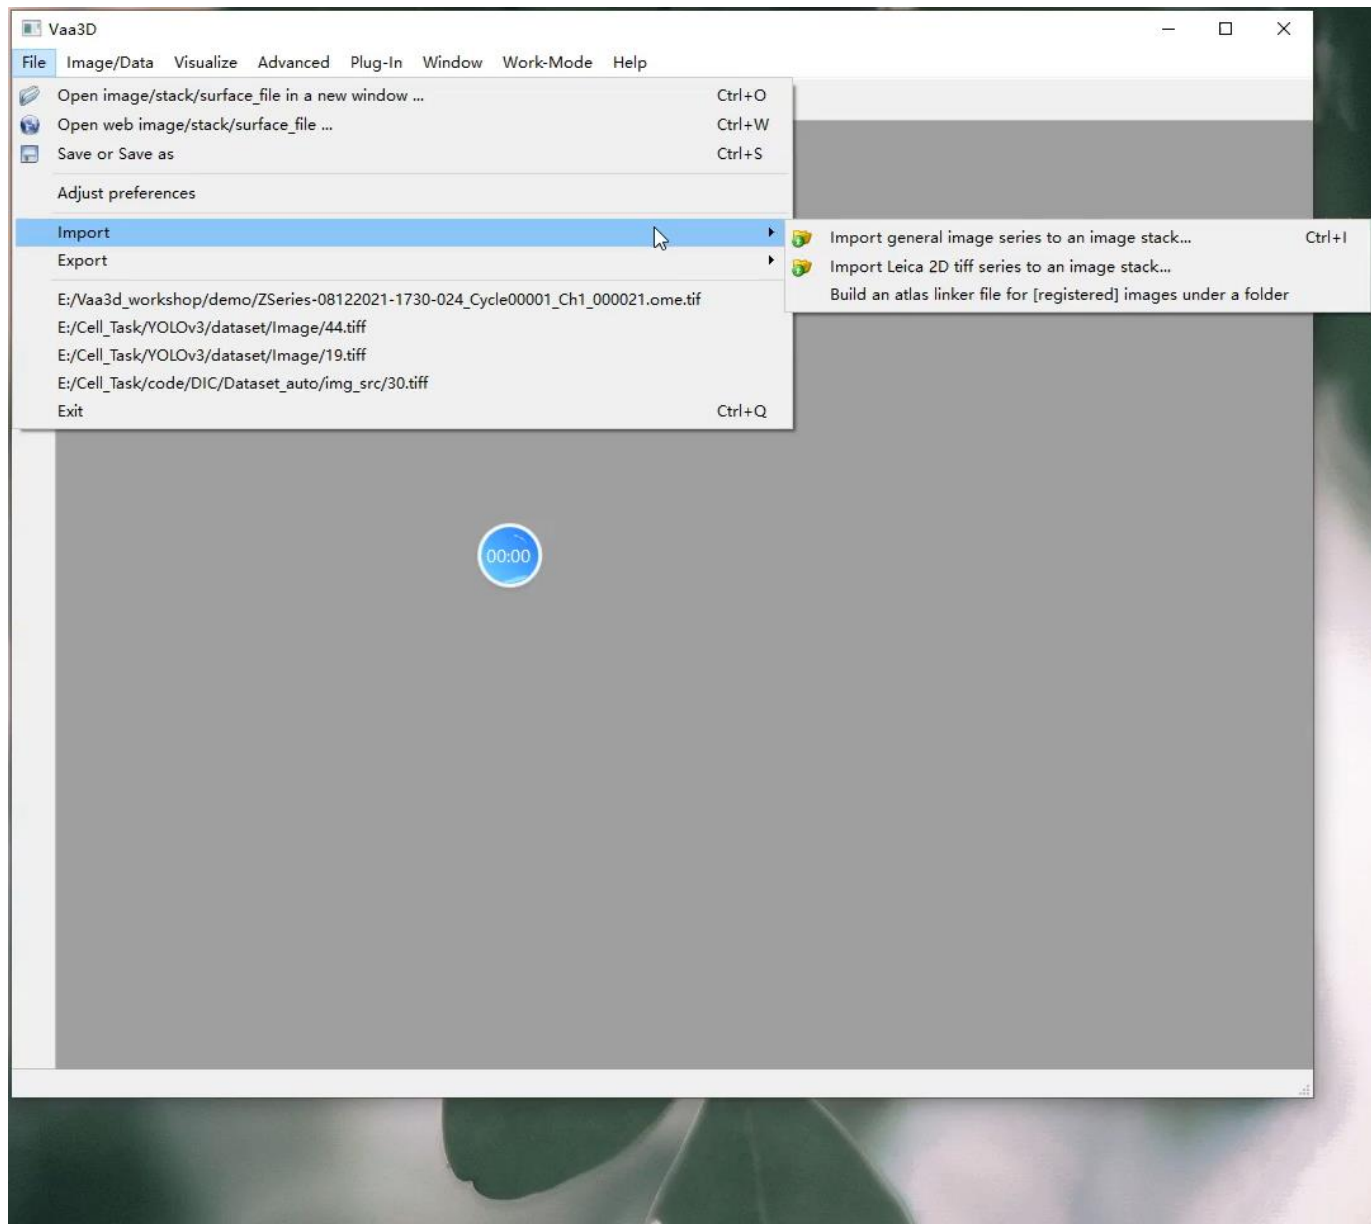 Vaa3D
File Image/Data Visualize Advanced Plug-In Window Work-Mode Help
Open image/stack/surface_file in a new window ... Ctrl+O
Open web image/stack/surface_file ... Ctrl+W
Save or Save as Ctrl+S
Adjust preferences
Import
Export
E:/Vaa3d_workshop/demo/ZSeries-08122021-1730-024_Cycle00001_Ch1_000021.ome.tif
E:/Cell_Task/YOLOv3/dataset/Image/44.tiff
E:/Cell_Task/YOLOv3/dataset/Image/19.tiff
E:/Cell_Task/code/DIC/Dataset_auto/img_src/30.tiff
Exit Ctrl+Q
Import general image series to an image stack... Ctrl+I
Import Leica 2D tiff series to an image stack...
Build an atlas linker file for [registered] images under a folder
00:00